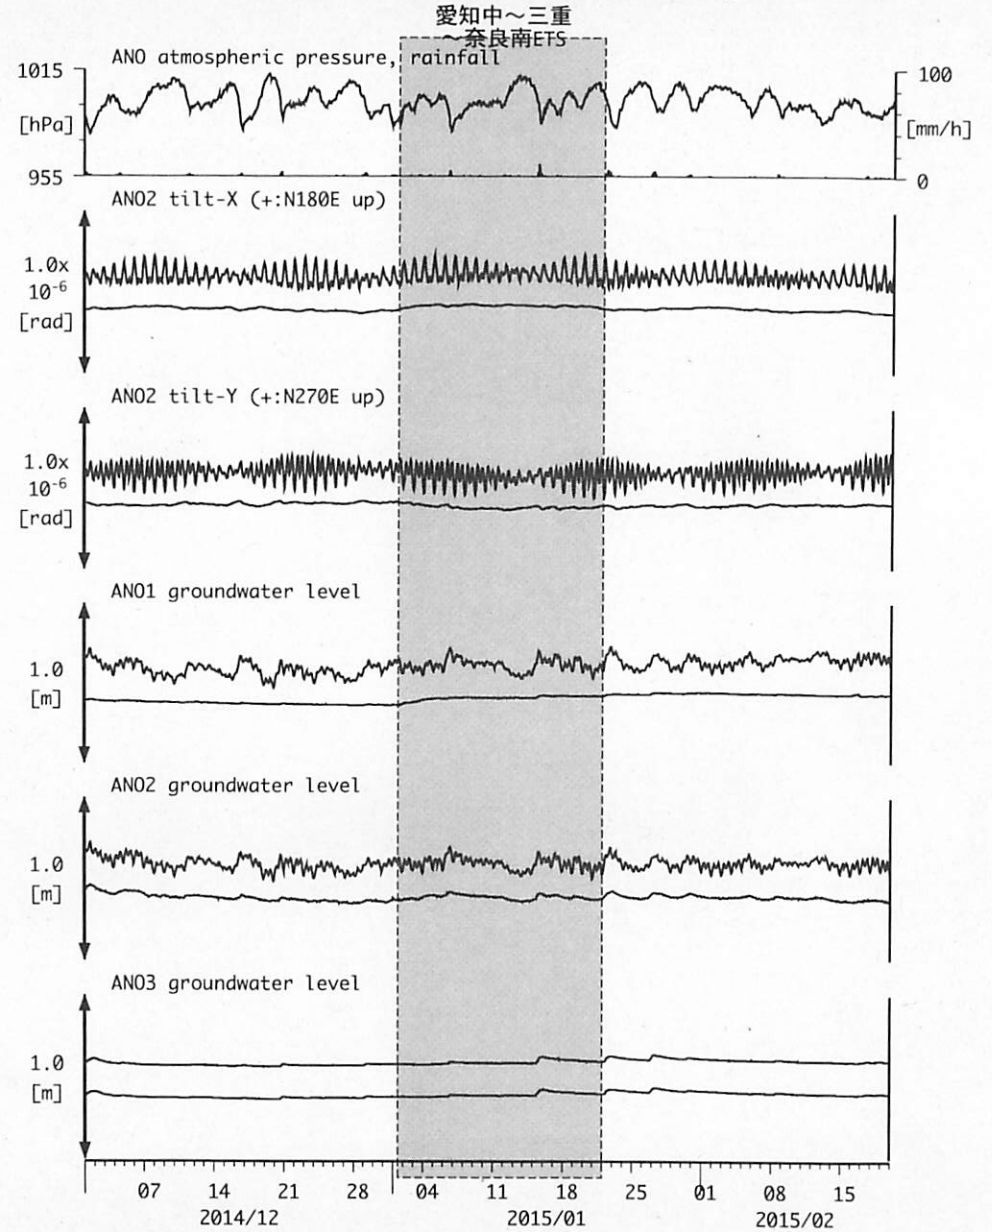 愛知中～三重
～奈良南ETS
ANO atmospheric pressure, rainfall
1015
[hPa]
955
100
[mm/h]
0
ANO2 tilt-X (+:N180E up)
1.0x
10-6
[rad]
ANO2 tilt-Y (+:N270E up)
1.0x
10-6
[rad]
ANO1 groundwater level
1.0
[m]
ANO2 groundwater level
1.0
[m]
ANO3 groundwater level
1.0
[m]
07 14 21 28 04 11 18 25 01 08 15
2014/12 2015/01 2015/02